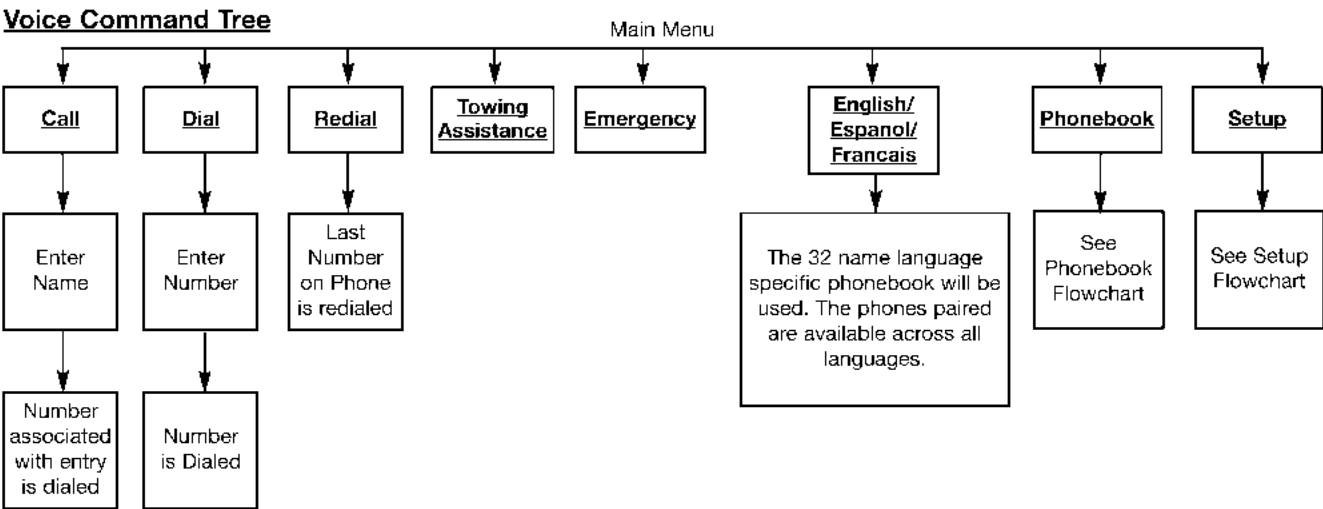 Voice Command Tree
Main Menu
Call
Dial
Redial
Towing
Assistance
Emergency
English/
Espanol/
Francais
Phonebook
Setup
Enter
Name
Enter
Number
Last
Number
on Phone
is redialed
The 32 name language
specific phonebook will be
used. The phones paired
are available across all
languages.
See
Phonebook
Flowchart
See Setup
Flowchart
Number
associated
with entry
is dialed
Number
is Dialed